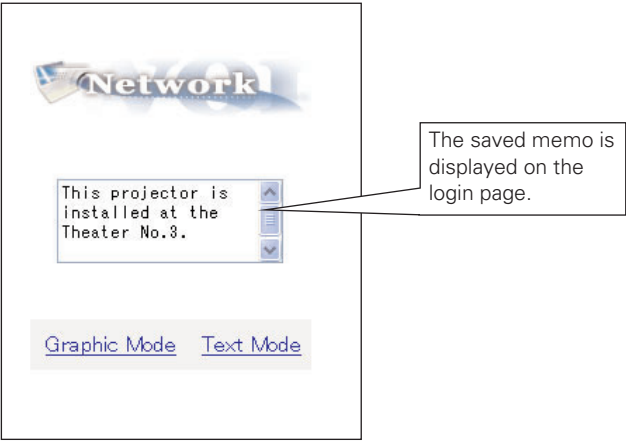 Network
This projector is
installed at the
Theater No.3.
The saved memo is
displayed on the
login page.
Graphic Mode Text Mode